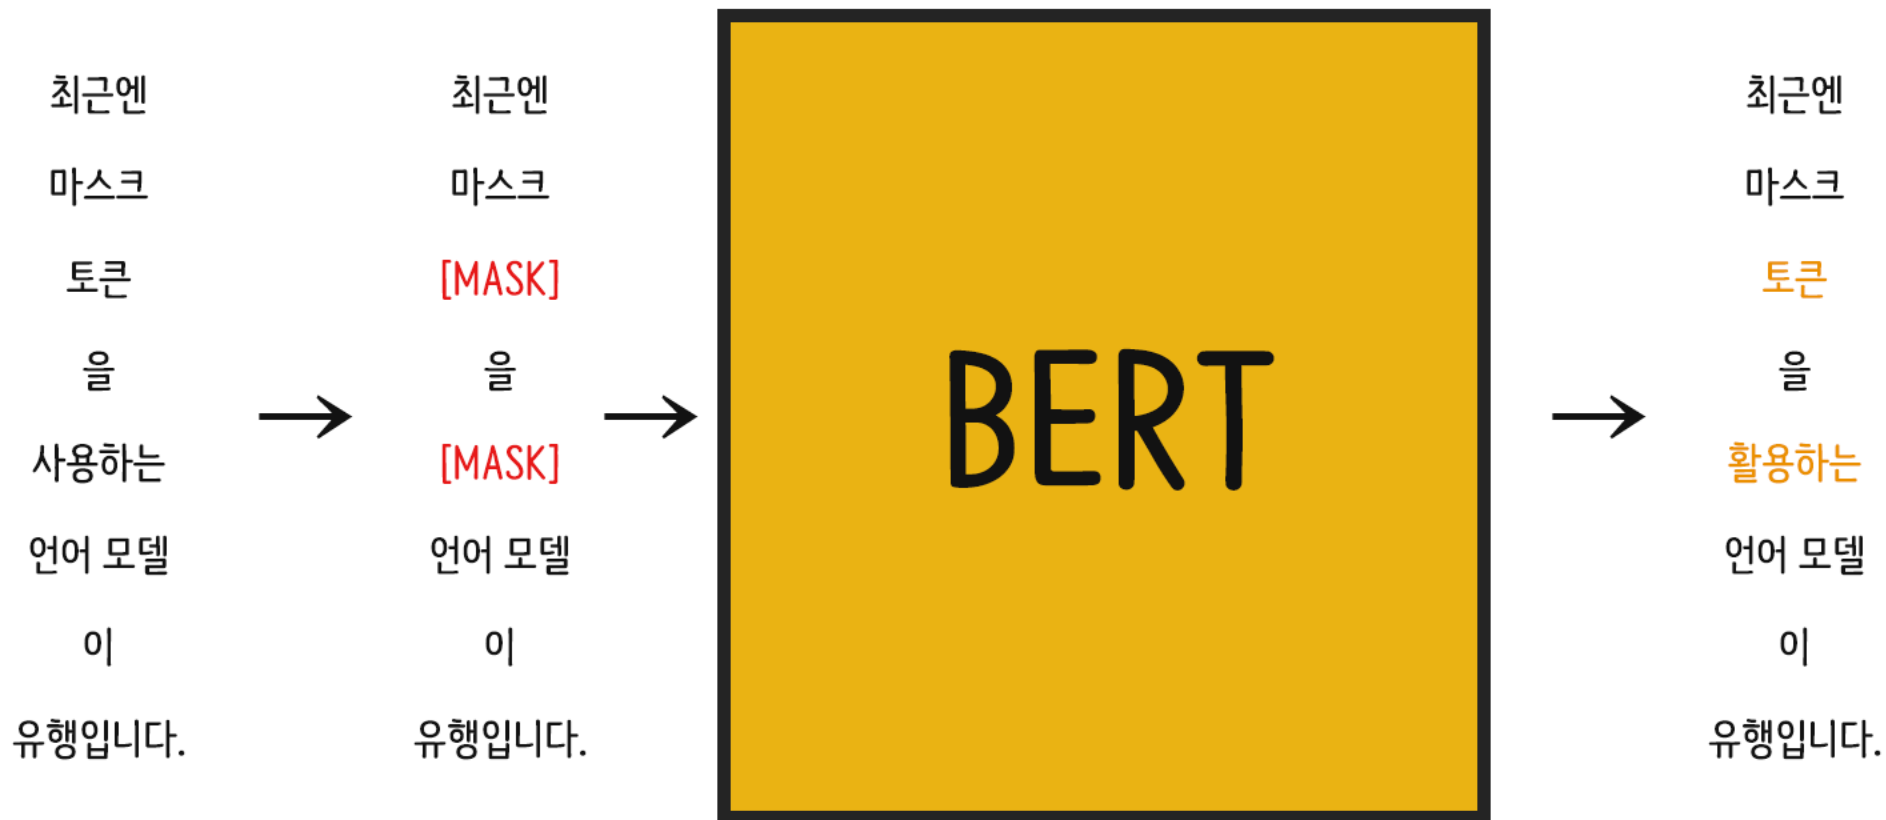 최근엔
마스크
토큰
을
사용하는
언어 모델
이
유행입니다.
최근엔
마스크
[MASK]
을
[MASK]
언어 모델
이
유행입니다.
BERT
최근엔
마스크
토큰
을
활용하는
언어 모델
이
유행입니다.